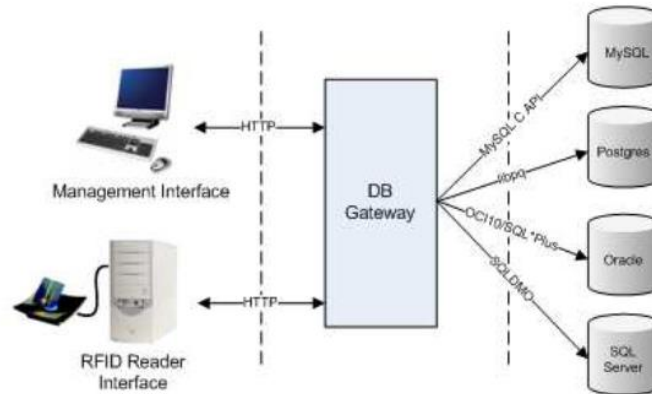 MySQL
HTTP
MySQL C API
Management Interface
DB
Gateway
libpq
Postgres
OCI10/SQL*Plus
Oracle
HTTP
SQLDMO
RFID Reader
Interface
SQL
Server